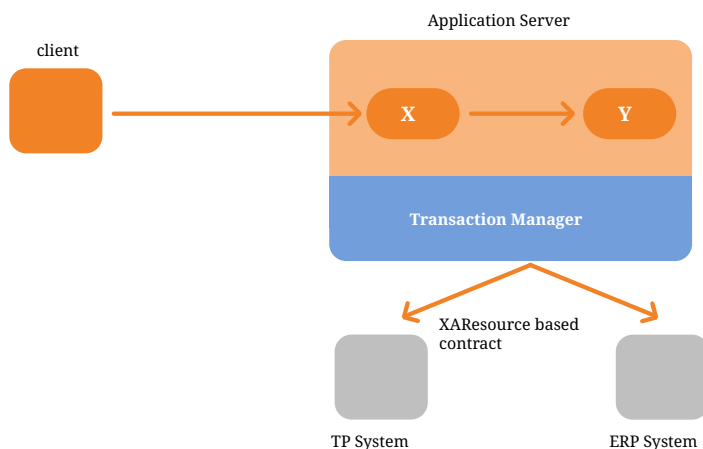 Application Server
client
X
Y
Transaction Manager
XAResource based
contract
TP System
ERP System